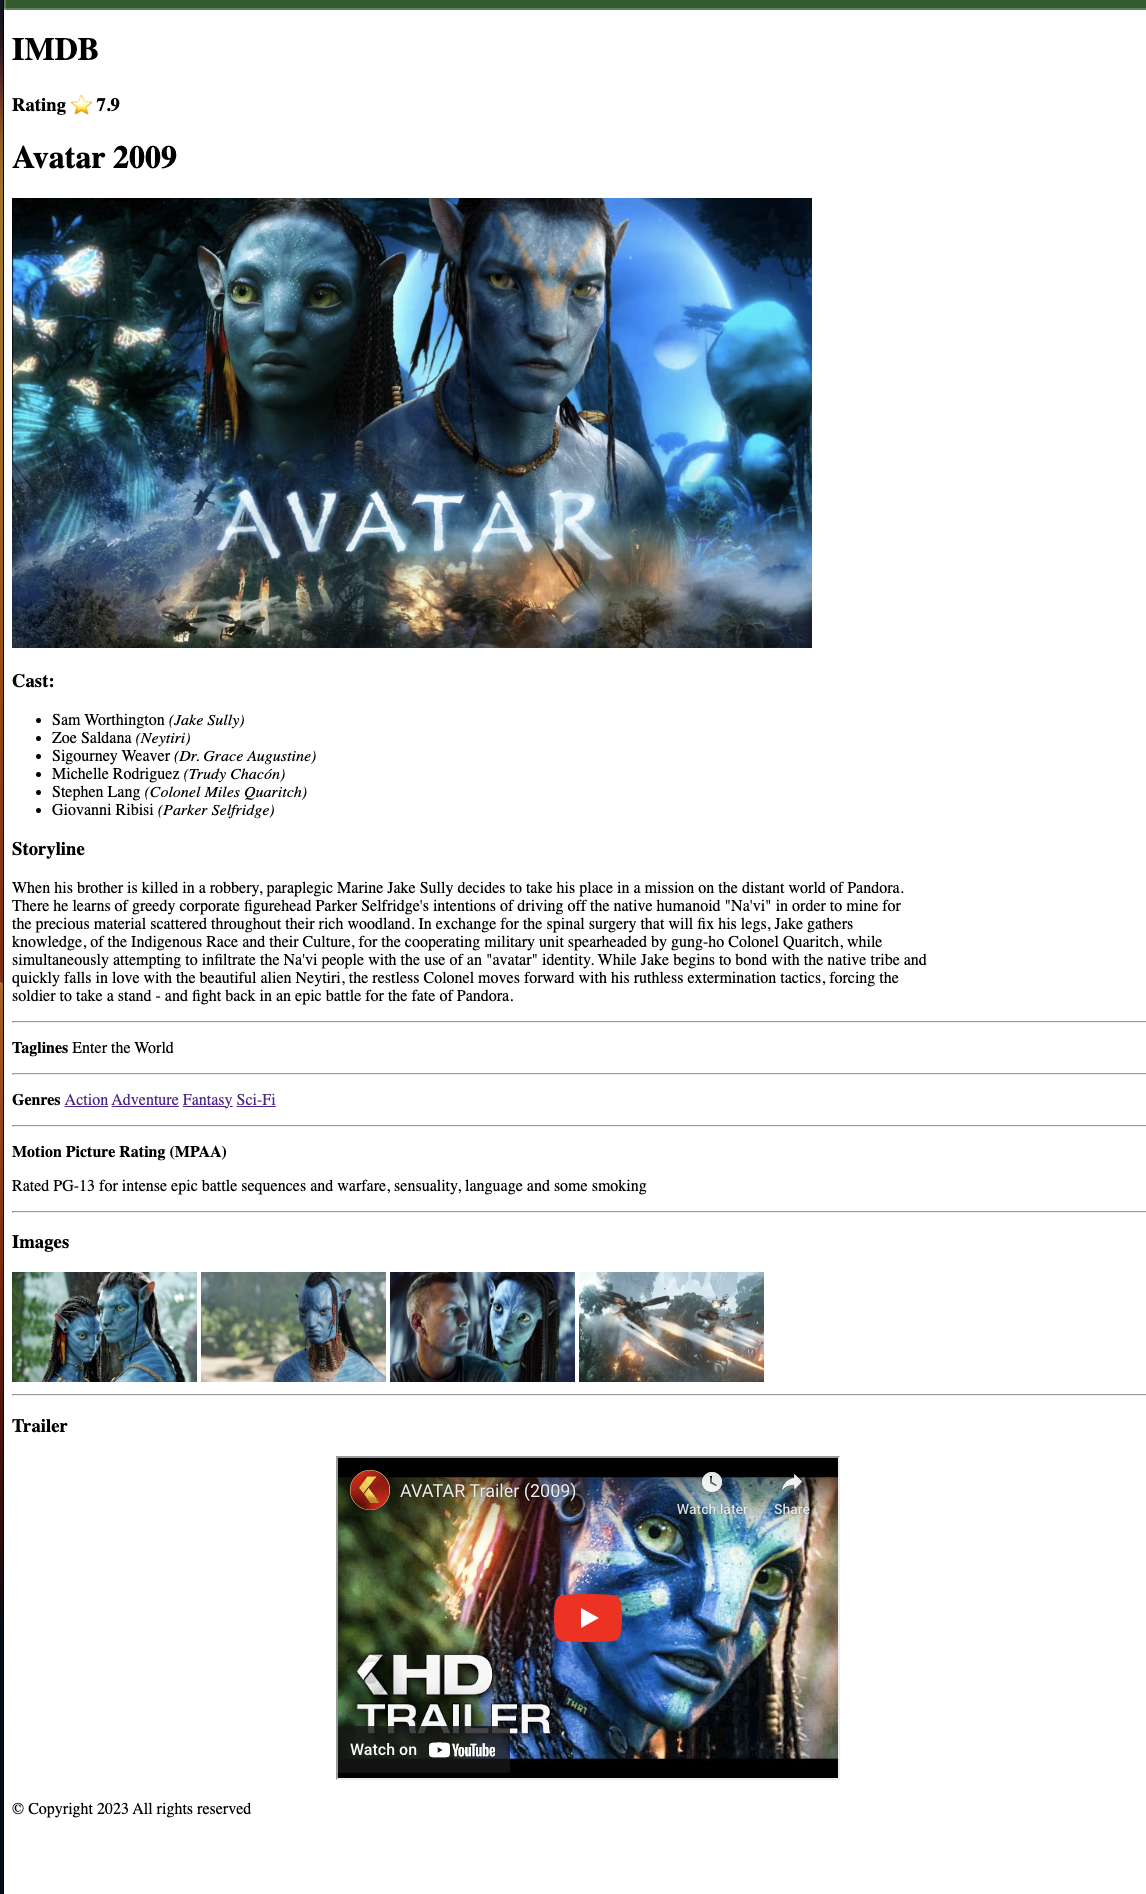 IMDB
Rating ⭐ 7.9
Avatar 2009
AVATAR
Cast:
Sam Worthington (Jake Sully)
Zoe Saldana (Neytiri)
Sigourney Weaver (Dr. Grace Augustine)
Michelle Rodriguez (Trudy Chacón)
Stephen Lang (Colonel Miles Quaritch)
Giovanni Ribisi (Parker Selfridge)
Storyline
When his brother is killed in a robbery, paraplegic Marine Jake Sully decides to take his place in a mission on the distant world of Pandora.
There he learns of greedy corporate figurehead Parker Selfridge's intentions of driving off the native humanoid "Na'vi" in order to mine for
the precious material scattered throughout their rich woodland. In exchange for the spinal surgery that will fix his legs, Jake gathers
knowledge, of the Indigenous Race and their Culture, for the cooperating military unit spearheaded by gung-ho Colonel Quaritch, while
simultaneously attempting to infiltrate the Na'vi people with the use of an "avatar" identity. While Jake begins to bond with the native tribe and
quickly falls in love with the beautiful alien Neytiri, the restless Colonel moves forward with his ruthless extermination tactics, forcing the
soldier to take a stand - and fight back in an epic battle for the fate of Pandora.
Taglines Enter the World
Genres Action Adventure Fantasy Sci-Fi
Motion Picture Rating (MPAA)
Rated PG-13 for intense epic battle sequences and warfare, sensuality, language and some smoking
Images
Trailer
AVATAR Trailer (2009)
Watch later
Share
HD
TRAILER
Watch on YouTube
© Copyright 2023 All rights reserved